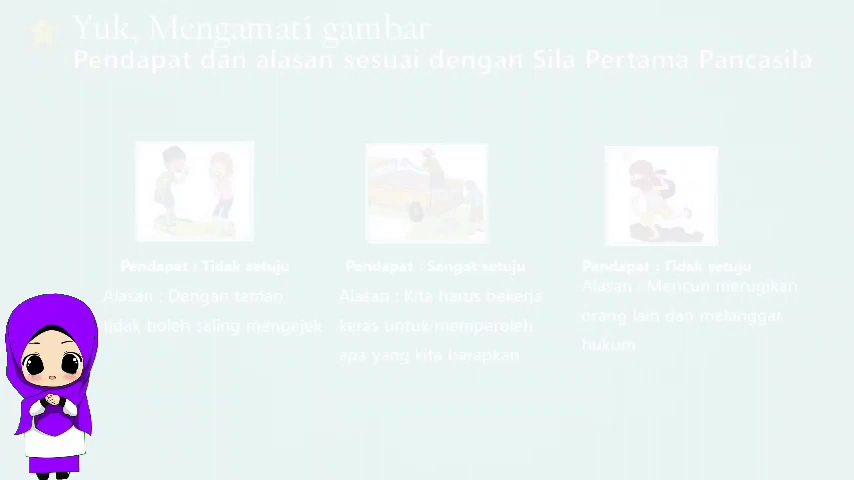 Yuk, Mengamati gambar
Pendapat dan alasan sesuai dengan Sila Pertama Pancasila
Pendapat : Tidak setuju
Alasan : Dengan teman
tidak boleh saling mengejek
Pendapat : Sangat setuju
Alasan : Kita harus bekerja
keras untuk memperoleh
apa yang kita harapkan
Pendapat : Tidak setuju
Alasan : Mencuri merugikan
orang lain dan melanggar
hukum